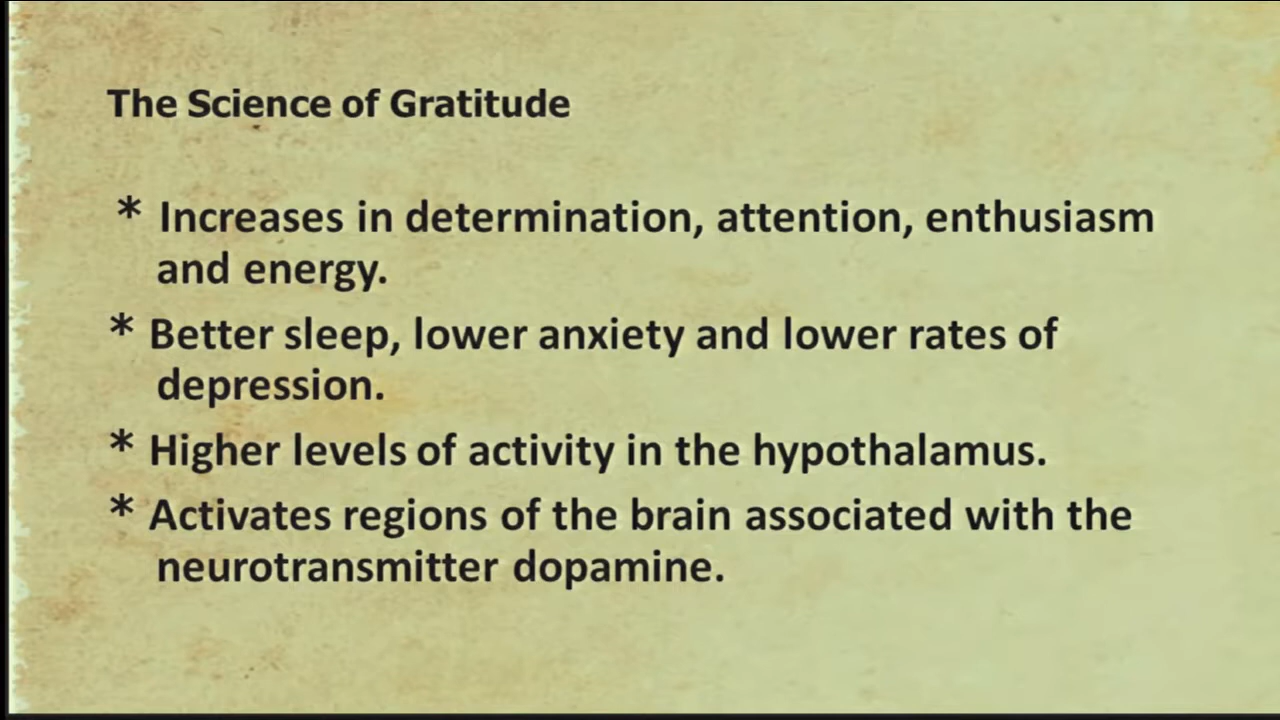 The Science of Gratitude
* Increases in determination, attention, enthusiasm
and energy.
* Better sleep, lower anxiety and lower rates of
depression.
* Higher levels of activity in the hypothalamus.
* Activates regions of the brain associated with the
neurotransmitter dopamine.